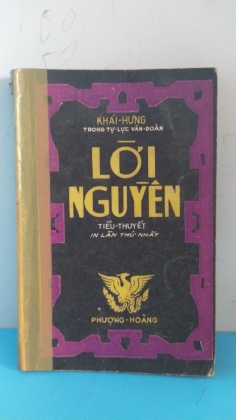 KHÁI-HƯNG
TRONG TỰ-LỰC VĂN-ĐOÀN
LỜI
NGUYỀN
TIỂU-THUYẾT
IN LẦN THỨ NHẤT
PHƯỢNG-HOÀNG